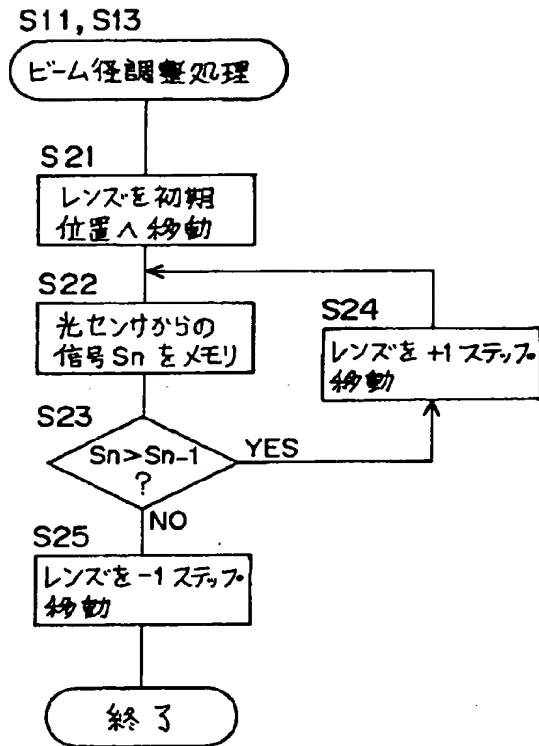 S11, S13
ビーム径調整処理
S21
レンズを初期
位置へ移動
S22
光センサからの
信号Snをメモリ
S24
レンズを+1ステップ
移動
S23
Sn>Sn-1
?
YES
NO
S25
レンズを-1ステップ
移動
終了